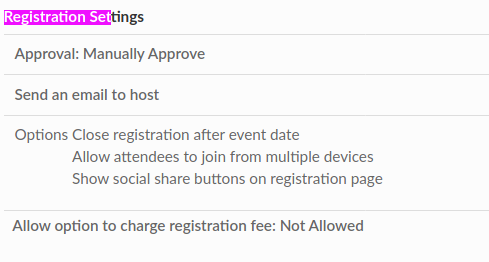 Registration Settings
Approval: Manually Approve
Send an email to host
Options Close registration after event date
Allow attendees to join from multiple devices
Show social share buttons on registration page
Allow option to charge registration fee: Not Allowed